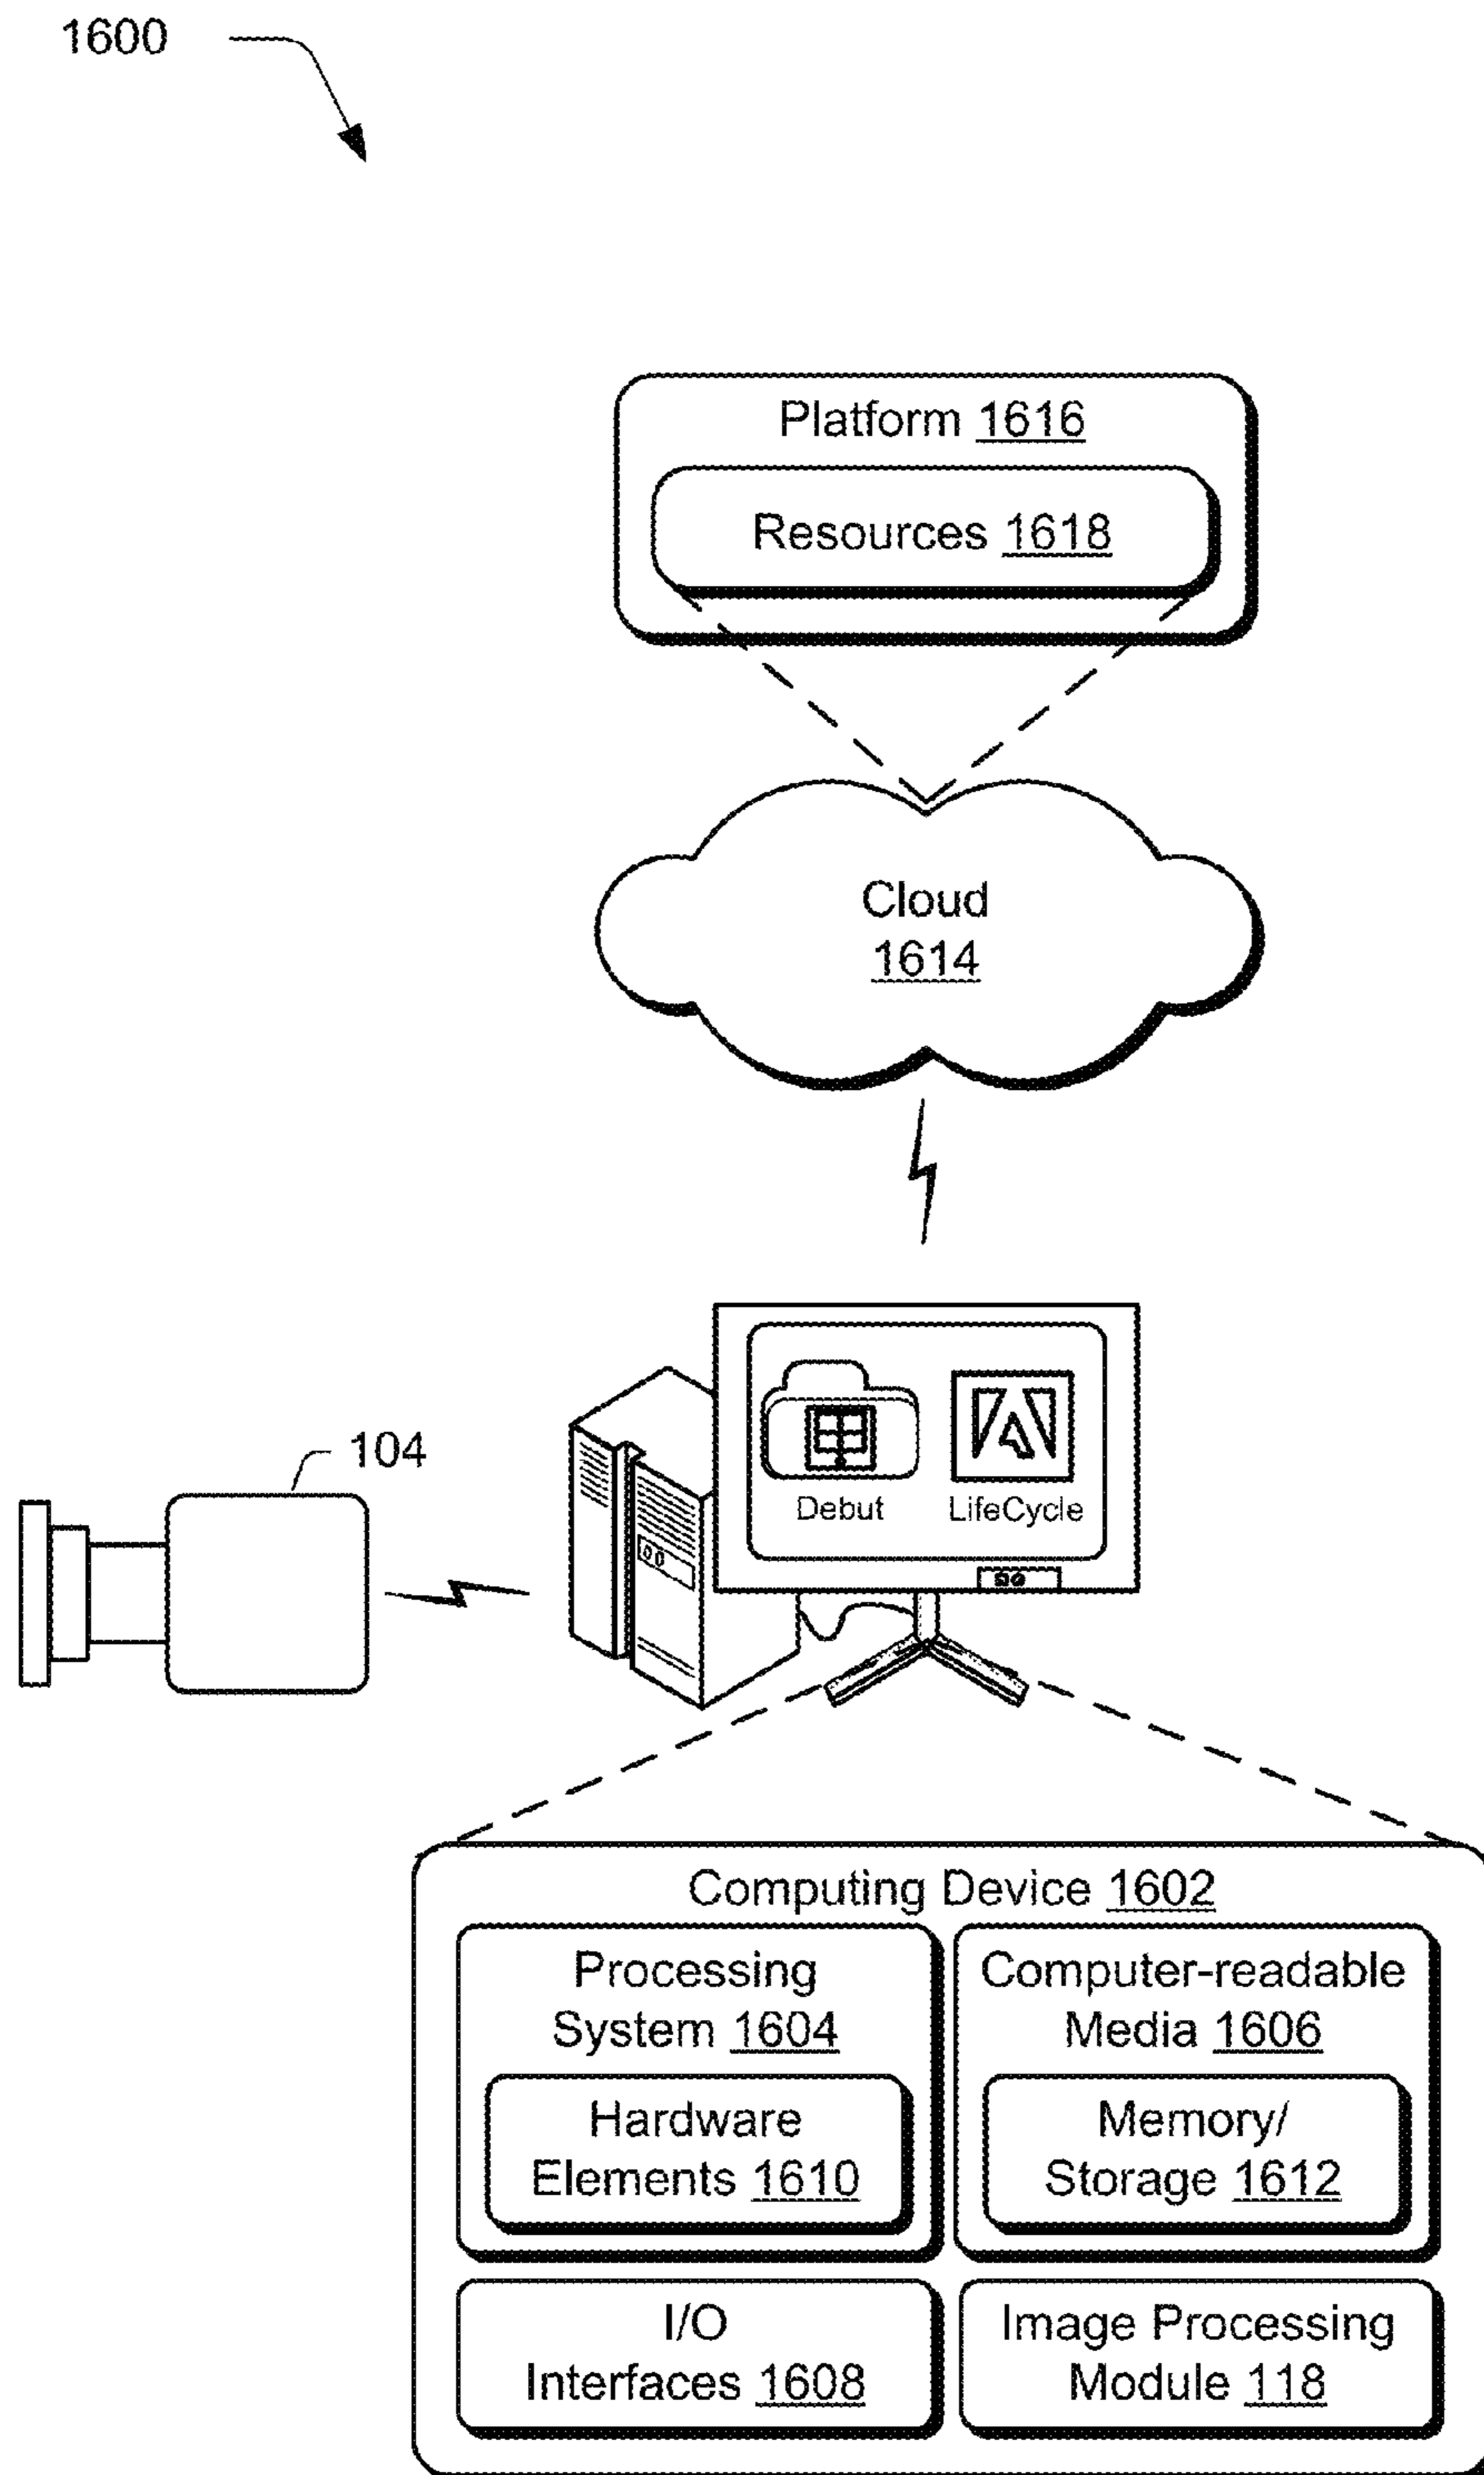 1600
Platform 1616
Resources 1618
Cloud
1614
Debut
LifeCycle
104
Computing Device 1602
Processing
System 1604
Hardware
Elements 1610
Computer-readable
Media 1606
Memory/
Storage 1612
I/O
Interfaces 1608
Image Processing
Module 118